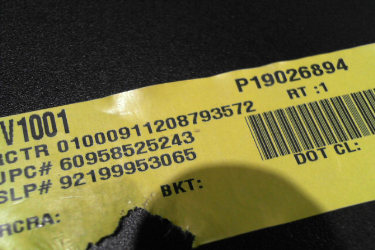 P19026894
V1001
RT :1
RCTR 01000911208793572
UPC# 60958525243
SLP# 92199953065
BKT:
DOT CL:
RCRA: